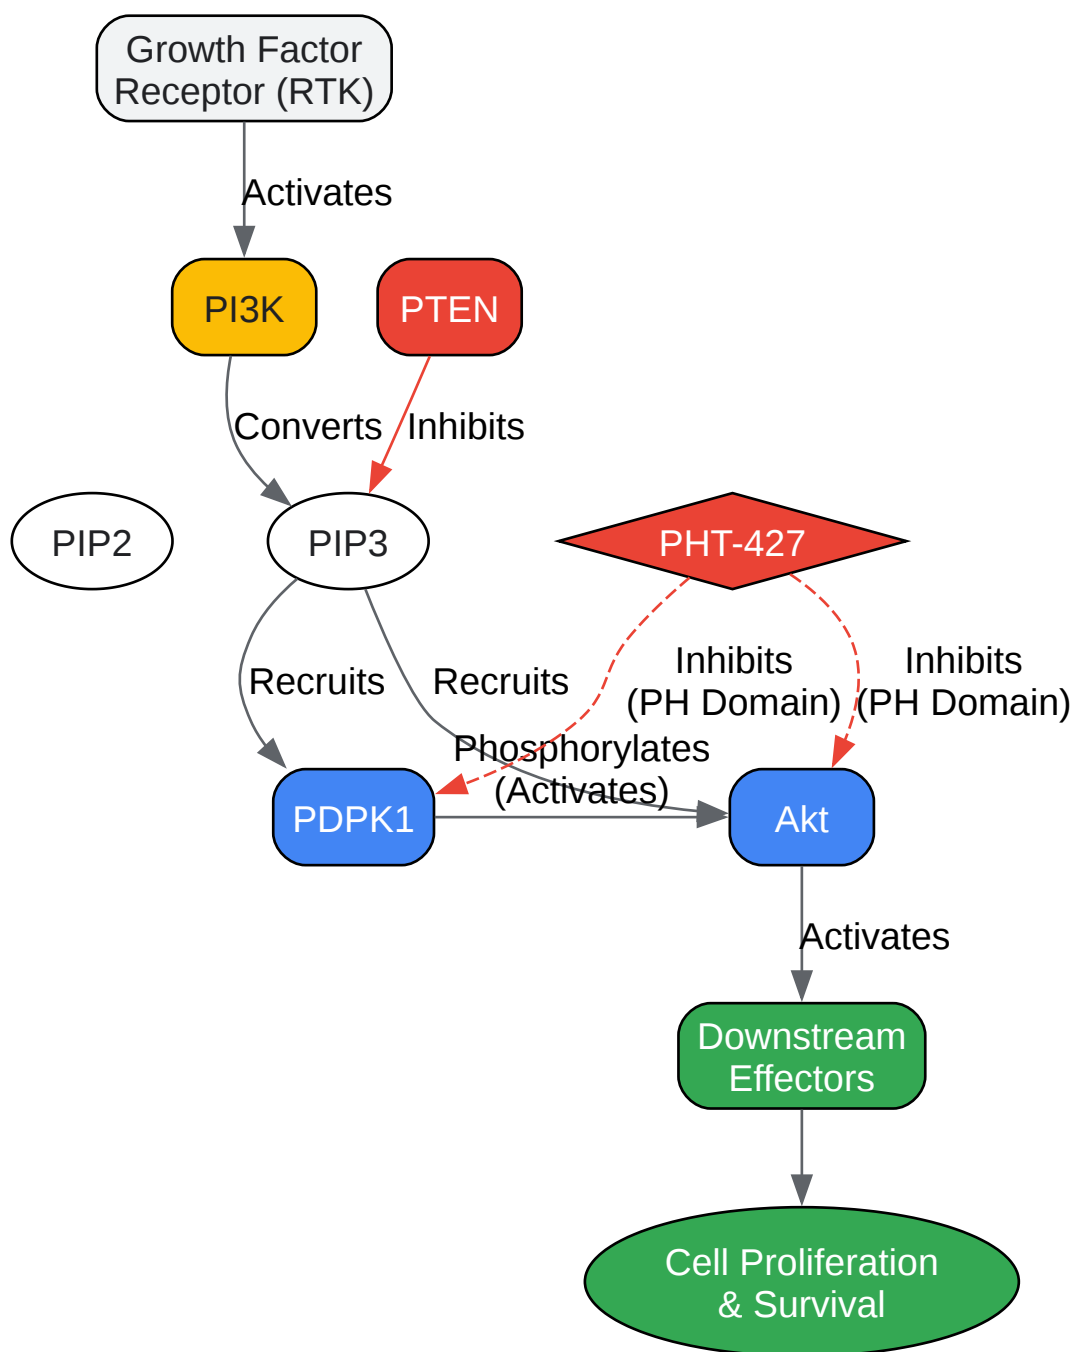 Growth Factor
Receptor (RTK)
Activates
PI3K
PTEN
Converts
Inhibits
PIP2
PIP3
PHT-427
Recruits
Recruits
Inhibits
(PH Domain)
Inhibits
(PH Domain)
Phosphorylates
(Activates)
PDPK1
Akt
Activates
Downstream
Effectors
Cell Proliferation
& Survival